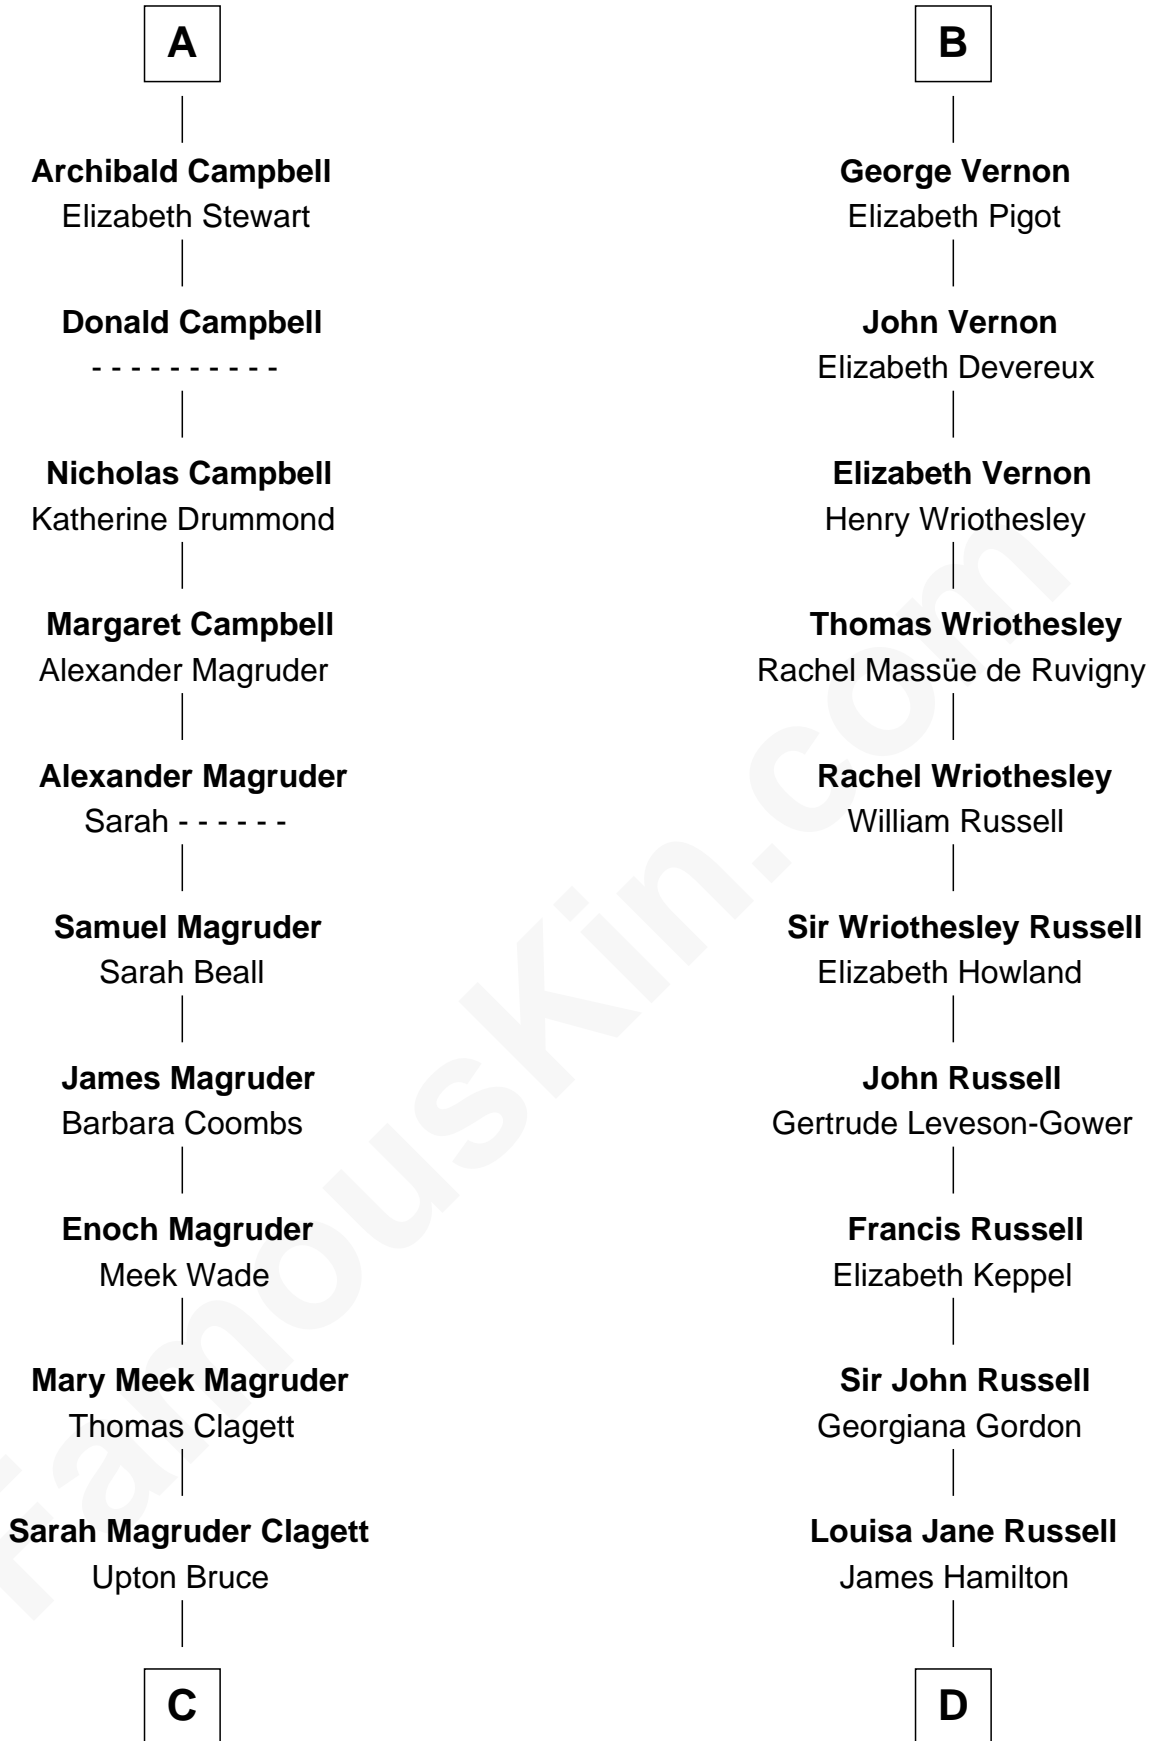 A
Archibald Campbell
Elizabeth Stewart
Donald Campbell
- - - - - - - - - -
Nicholas Campbell
Katherine Drummond
Margaret Campbell
Alexander Magruder
Alexander Magruder
Sarah - - - - - -
Samuel Magruder
Sarah Beall
James Magruder
Barbara Coombs
Enoch Magruder
Meek Wade
Mary Meek Magruder
Thomas Clagett
Sarah Magruder Clagett
Upton Bruce
C
B
George Vernon
Elizabeth Pigot
John Vernon
Elizabeth Devereux
Elizabeth Vernon
Henry Wriothesley
Thomas Wriothesley
Rachel Massüe de Ruvigny
Rachel Wriothesley
William Russell
Sir Wriothesley Russell
Elizabeth Howland
John Russell
Gertrude Leveson-Gower
Francis Russell
Elizabeth Keppel
Sir John Russell
Georgiana Gordon
Louisa Jane Russell
James Hamilton
D
FamousKin.com